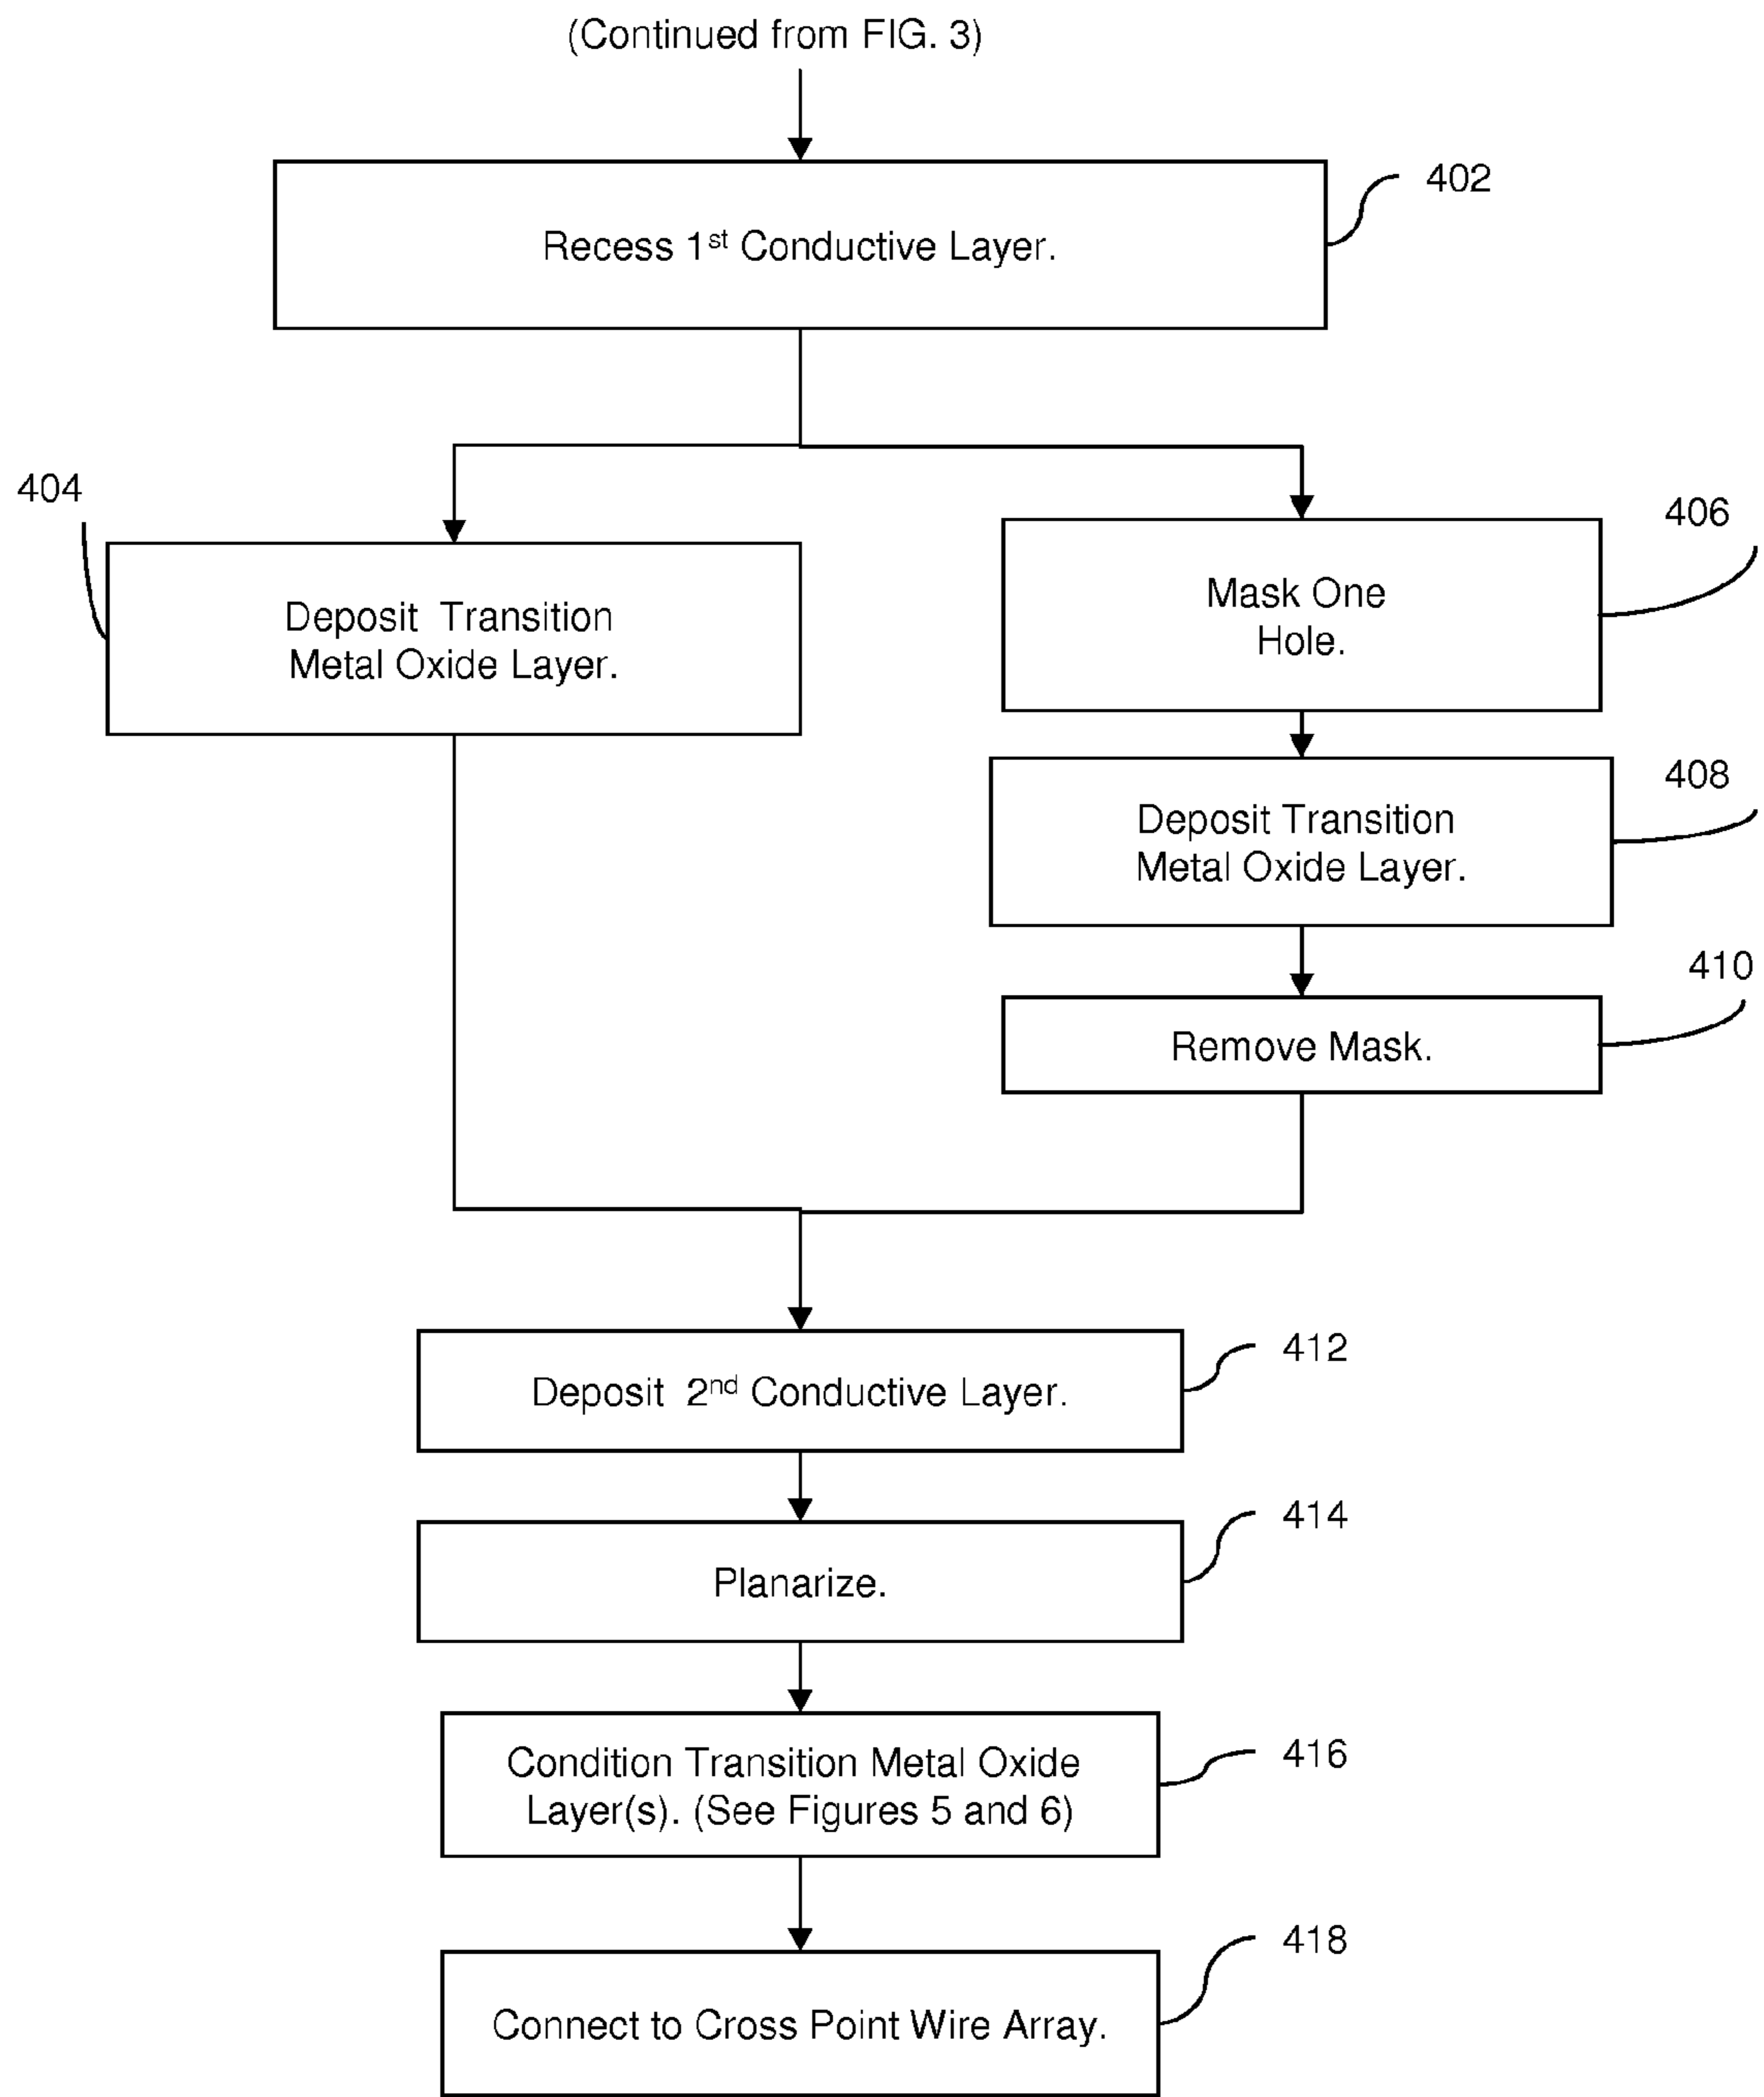 (Continued from FIG. 3)
402
Recess 1st Conductive Layer.
404
Deposit Transition
Metal Oxide Layer.
406
Mask One
Hole.
408
Deposit Transition
Metal Oxide Layer.
410
Remove Mask.
412
Deposit 2nd Conductive Layer.
414
Planarize.
416
Condition Transition Metal Oxide
Layer(s). (See Figures 5 and 6)
418
Connect to Cross Point Wire Array.